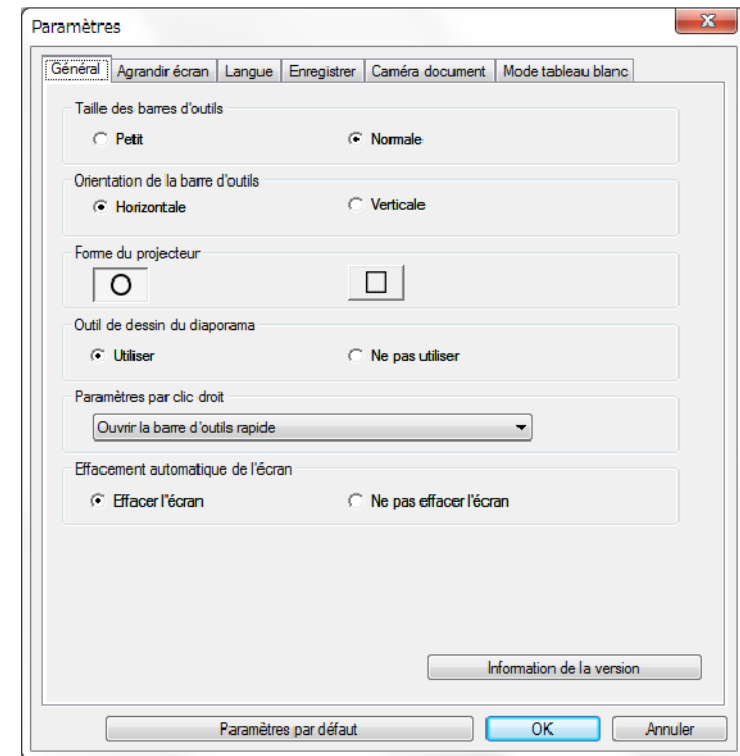 Paramètres
Général Agrandir écran Langue Enregistrer Caméra document Mode tableau blanc
Taille des barres d'outils
Petit Normale
Orientation de la barre d'outils
Horizontale Verticale
Forme du projecteur
Outil de dessin du diaporama
Utiliser Ne pas utiliser
Paramètres par clic droit
Ouvrir la barre d'outils rapide
Effacement automatique de l'écran
Effacer l'écran Ne pas effacer l'écran
Information de la version
Paramètres par défaut OK Annuler